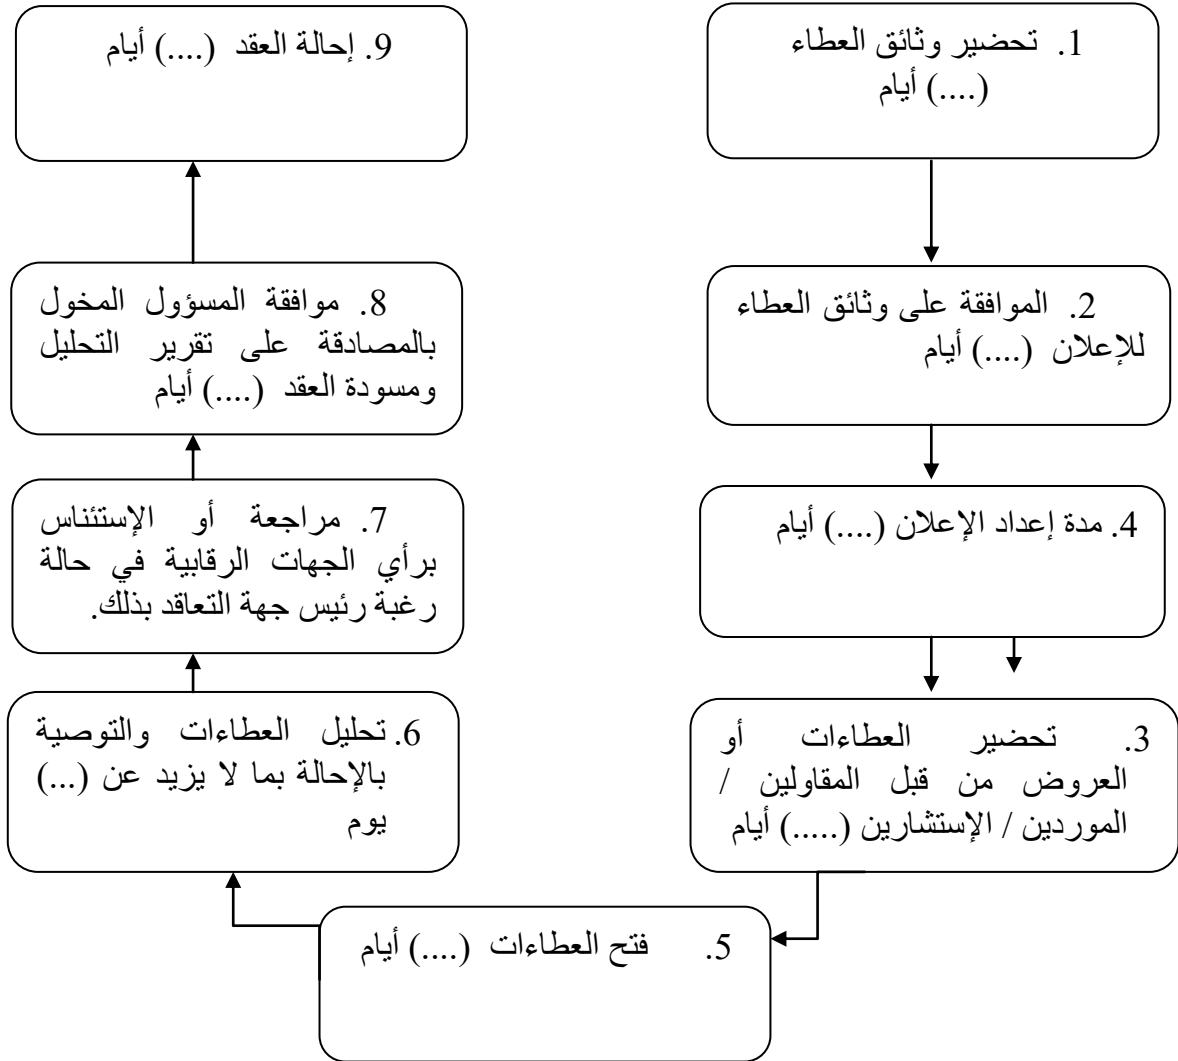 1. تحضير وثائق العطاء
(....) أيام
2. الموافقة على وثائق العطاء
للإعلان (....) أيام
4. مدة إعداد الإعلان (....) أيام
3. تحضير العطاءات أو
العروض من قبل المقاولين /
الموردين / الإستشارين (.....) أيام
5. فتح العطاءات (....) أيام
6. تحليل العطاءات والتوصية
بالإحالة بما لا يزيد عن (...)
يوم
7. مراجعة أو الإستئناس
برأي الجهات الرقابية في حالة
رغبة رئيس جهة التعاقد بذلك.
8. موافقة المسؤول المخول
بالمصادقة على تقرير التحليل
ومسودة العقد (....) أيام
9. إحالة العقد (....) أيام